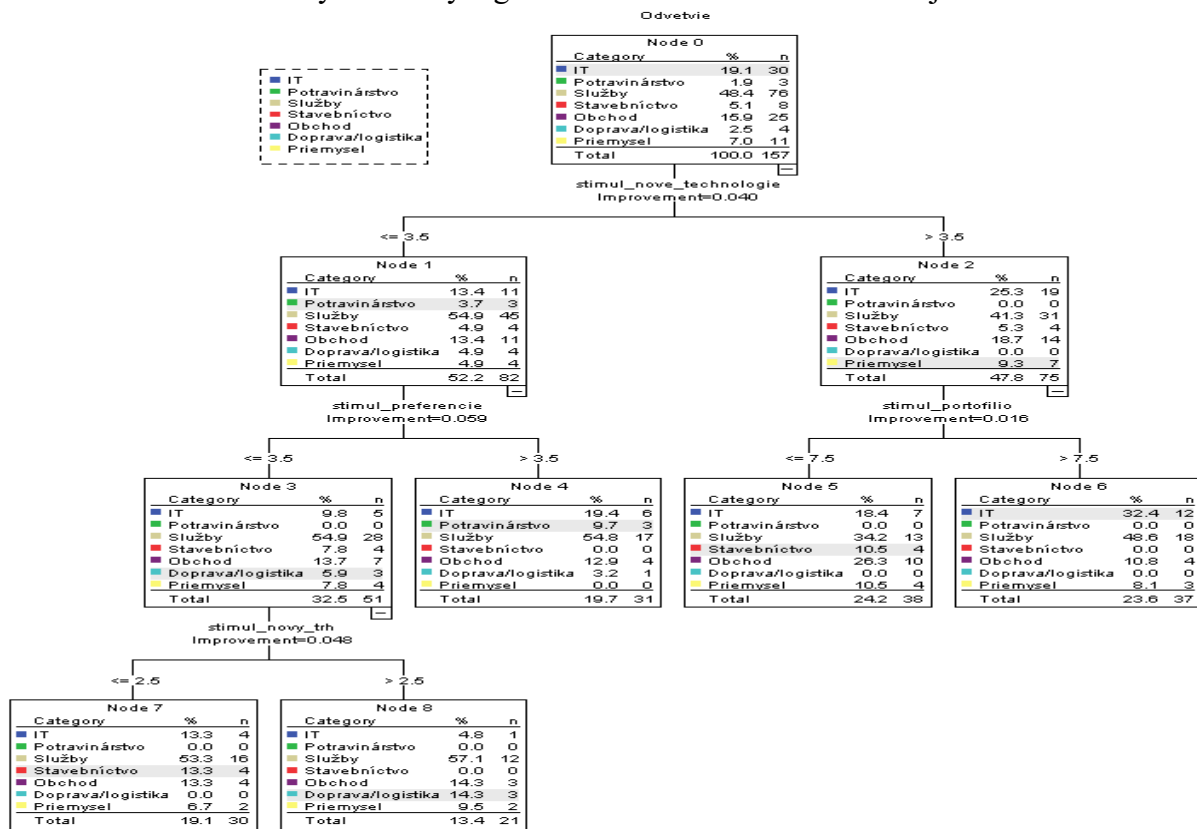 Odvetvie
Node 0
Category % n
IT 19.1 30
Potravinárstvo 1.9 3
Služby 48.4 76
Stavebníctvo 5.1 8
Obchod 15.9 25
Doprava/logistika 2.5 4
Priemysel 7.0 11
Total 100.0 157
IT
Potravinárstvo
Služby
Stavebníctvo
Obchod
Doprava/logistika
Priemysel
stimul_nove_technologie
Improvement=0.040
<= 3.5
> 3.5
Node 1
Category % n
IT 13.4 11
Potravinárstvo 3.7 3
Služby 54.9 45
Stavebníctvo 4.9 4
Obchod 13.4 11
Doprava/logistika 4.9 4
Priemysel 4.9 4
Total 52.2 82
Node 2
Category % n
IT 25.3 19
Potravinárstvo 0.0 0
Služby 41.3 31
Stavebníctvo 5.3 4
Obchod 18.7 14
Doprava/logistika 0.0 0
Priemysel 9.3 7
Total 47.8 75
stimul_preferencie
Improvement=0.059
stimul_portofilio
Improvement=0.016
<= 3.5
> 3.5
<= 7.5
> 7.5
Node 3
Category % n
IT 9.8 5
Potravinárstvo 0.0 0
Služby 54.9 28
Stavebníctvo 7.8 4
Obchod 13.7 7
Doprava/logistika 5.9 3
Priemysel 7.8 4
Total 32.5 51
Node 4
Category % n
IT 19.4 6
Potravinárstvo 9.7 3
Služby 54.8 17
Stavebníctvo 0.0 0
Obchod 12.9 4
Doprava/logistika 3.2 1
Priemysel 0.0 0
Total 19.7 31
Node 5
Category % n
IT 18.4 7
Potravinárstvo 0.0 0
Služby 34.2 13
Stavebníctvo 10.5 4
Obchod 26.3 10
Doprava/logistika 0.0 0
Priemysel 10.5 4
Total 24.2 38
Node 6
Category % n
IT 32.4 12
Potravinárstvo 0.0 0
Služby 48.6 18
Stavebníctvo 0.0 0
Obchod 10.8 4
Doprava/logistika 0.0 0
Priemysel 8.1 3
Total 23.6 37
stimul_novy_trh
Improvement=0.048
<= 2.5
> 2.5
Node 7
Category % n
IT 13.3 4
Potravinárstvo 0.0 0
Služby 53.3 16
Stavebníctvo 13.3 4
Obchod 13.3 4
Doprava/logistika 0.0 0
Priemysel 6.7 2
Total 19.1 30
Node 8
Category % n
IT 4.8 1
Potravinárstvo 0.0 0
Služby 57.1 12
Stavebníctvo 0.0 0
Obchod 14.3 3
Doprava/logistika 14.3 3
Priemysel 9.5 2
Total 13.4 21